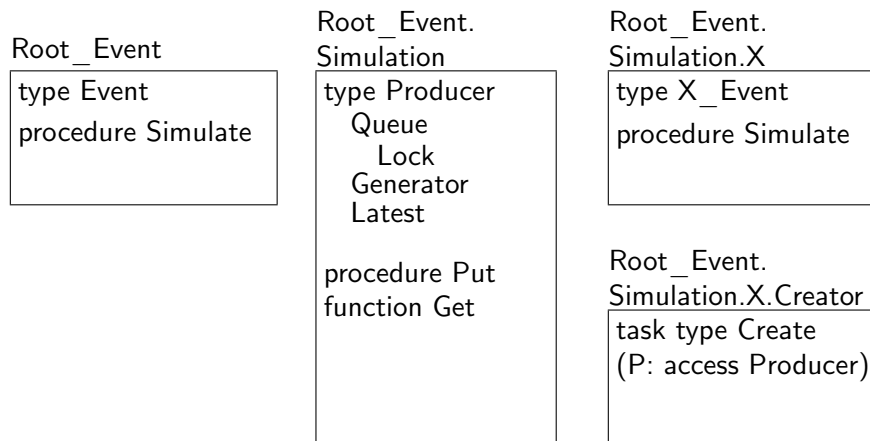 Root_Event
type Event
procedure Simulate
Root_Event.
Simulation
type Producer
Queue
Lock
Generator
Latest
procedure Put
function Get
Root_Event.
Simulation.X
type X_Event
procedure Simulate
Root_Event.
Simulation.X.Creator
task type Create
(P: access Producer)